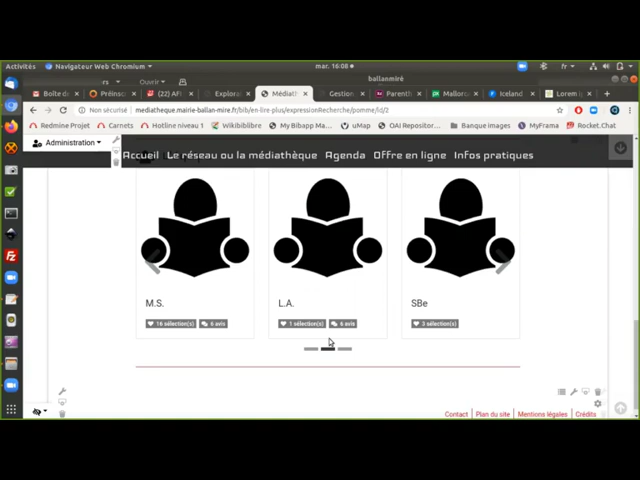 Activités
Navigateur Web Chromium
mar. 16:08
fr
ballanmiré
Ouvrir
Boîte de
Préinsc
(22) AFI
Explora
Médiath
Gestion
Parenth
Mallors
Iceland
Lorem i
Non sécurisé | mediatheque.mairie-ballan-mire.fr/bib/en-lire-plus/expressionRecherche/pomme/id/2
Redmine Projet
Carnets
Hotline niveau 1
Wikibiblibre
My Bibapp Ma
uMap
OAI Repositor
Banque images
MyFrama
Rocket.Chat
Administration
Accueil
Le réseau ou la médiathèque
Agenda
Offre en ligne
Infos pratiques
M.S.
16 sélection(s)
6 avis
L.A.
1 sélection(s)
6 avis
SBe
3 sélection(s)
Contact
Plan du site
Mentions légales
Crédits